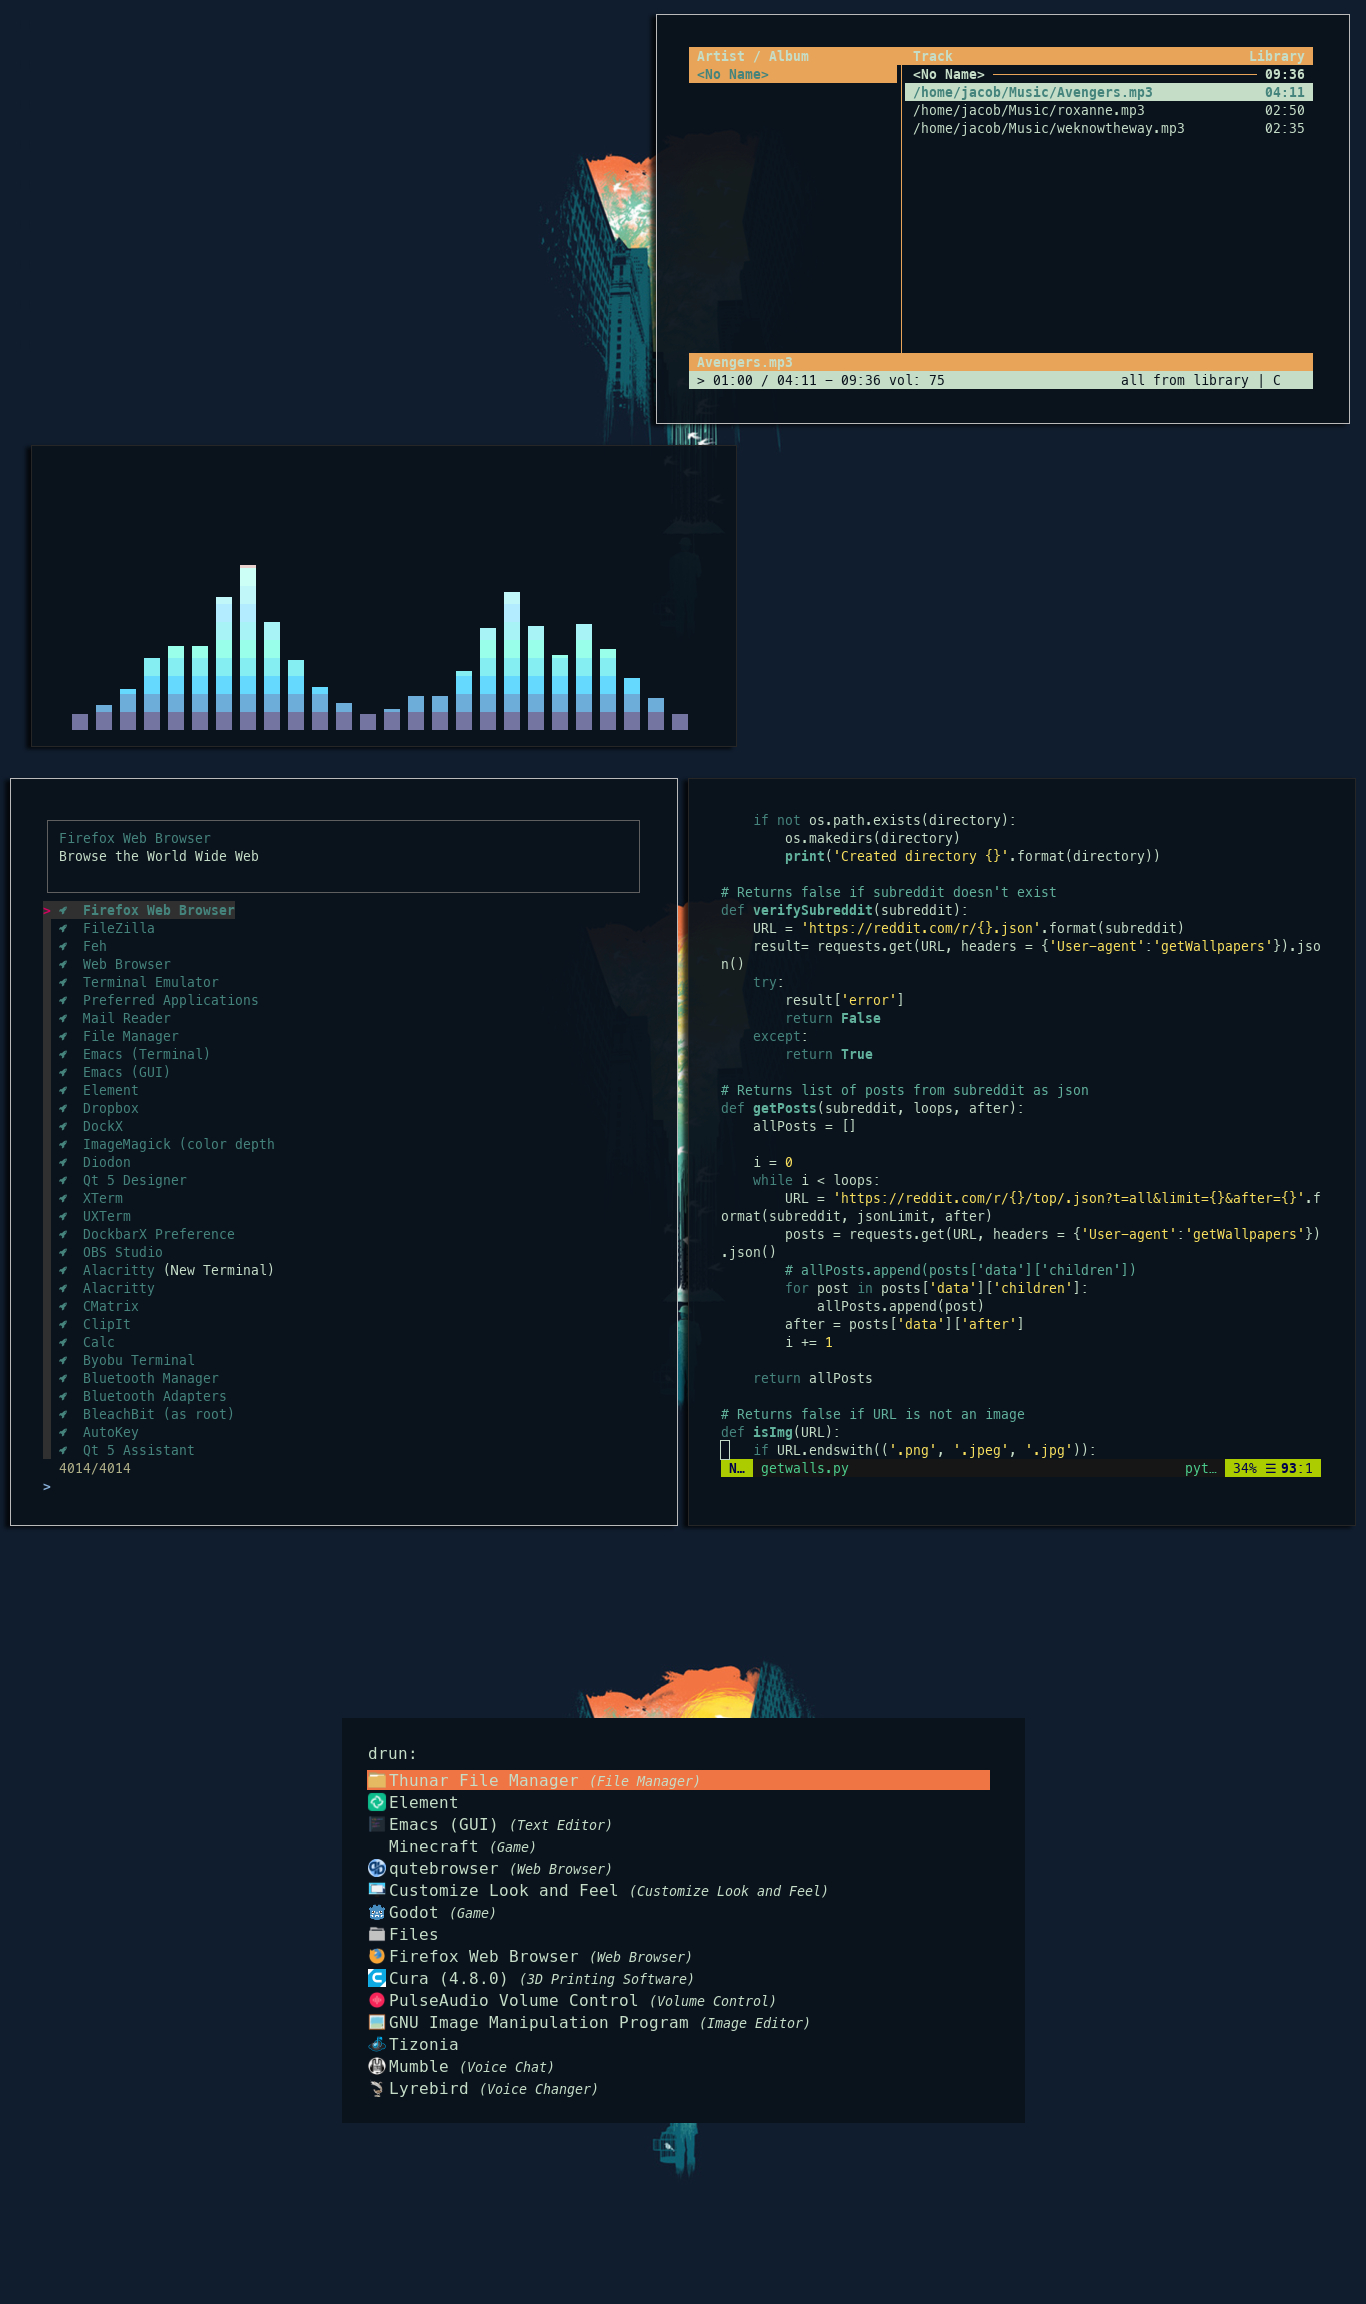 Artist / Album Track Library
<No Name> <No Name> 09:36
/home/jacob/Music/Avengers.mp3 04:11
/home/jacob/Music/roxanne.mp3 02:50
/home/jacob/Music/weknowtheway.mp3 02:35
Avengers.mp3
> 01:00 / 04:11 - 09:36 vol: 75 all from library | C
Firefox Web Browser
Browse the World Wide Web
> Firefox Web Browser
FileZilla
Feh
Web Browser
Terminal Emulator
Preferred Applications
Mail Reader
File Manager
Emacs (Terminal)
Emacs (GUI)
Element
Dropbox
DockX
ImageMagick (color depth
Diodon
Qt 5 Designer
XTerm
UXTerm
DockbarX Preference
OBS Studio
Alacritty (New Terminal)
Alacritty
CMatrix
ClipIt
Calc
Byobu Terminal
Bluetooth Manager
Bluetooth Adapters
BleachBit (as root)
AutoKey
Qt 5 Assistant
4014/4014
>
if not os.path.exists(directory):
os.makedirs(directory)
print('Created directory {}'.format(directory))
# Returns false if subreddit doesn't exist
def verifySubreddit(subreddit):
URL = 'https://reddit.com/r/{}.json'.format(subreddit)
result= requests.get(URL, headers = {'User-agent':'getWallpapers'}).jso
n()
try:
result['error']
return False
except:
return True
# Returns list of posts from subreddit as json
def getPosts(subreddit, loops, after):
allPosts = []
i = 0
while i < loops:
URL = 'https://reddit.com/r/{}/top/.json?t=all&limit={}&after={}'.f
ormat(subreddit, jsonLimit, after)
posts = requests.get(URL, headers = {'User-agent':'getWallpapers'})
.json()
# allPosts.append(posts['data']['children'])
for post in posts['data']['children']:
allPosts.append(post)
after = posts['data']['after']
i += 1
return allPosts
# Returns false if URL is not an image
def isImg(URL):
if URL.endswith(('.png', '.jpeg', '.jpg')):
N… getwalls.py pyt… 34% ☰ 93:1
drun:
Thunar File Manager (File Manager)
Element
Emacs (GUI) (Text Editor)
Minecraft (Game)
qutebrowser (Web Browser)
Customize Look and Feel (Customize Look and Feel)
Godot (Game)
Files
Firefox Web Browser (Web Browser)
Cura (4.8.0) (3D Printing Software)
PulseAudio Volume Control (Volume Control)
GNU Image Manipulation Program (Image Editor)
Tizonia
Mumble (Voice Chat)
Lyrebird (Voice Changer)